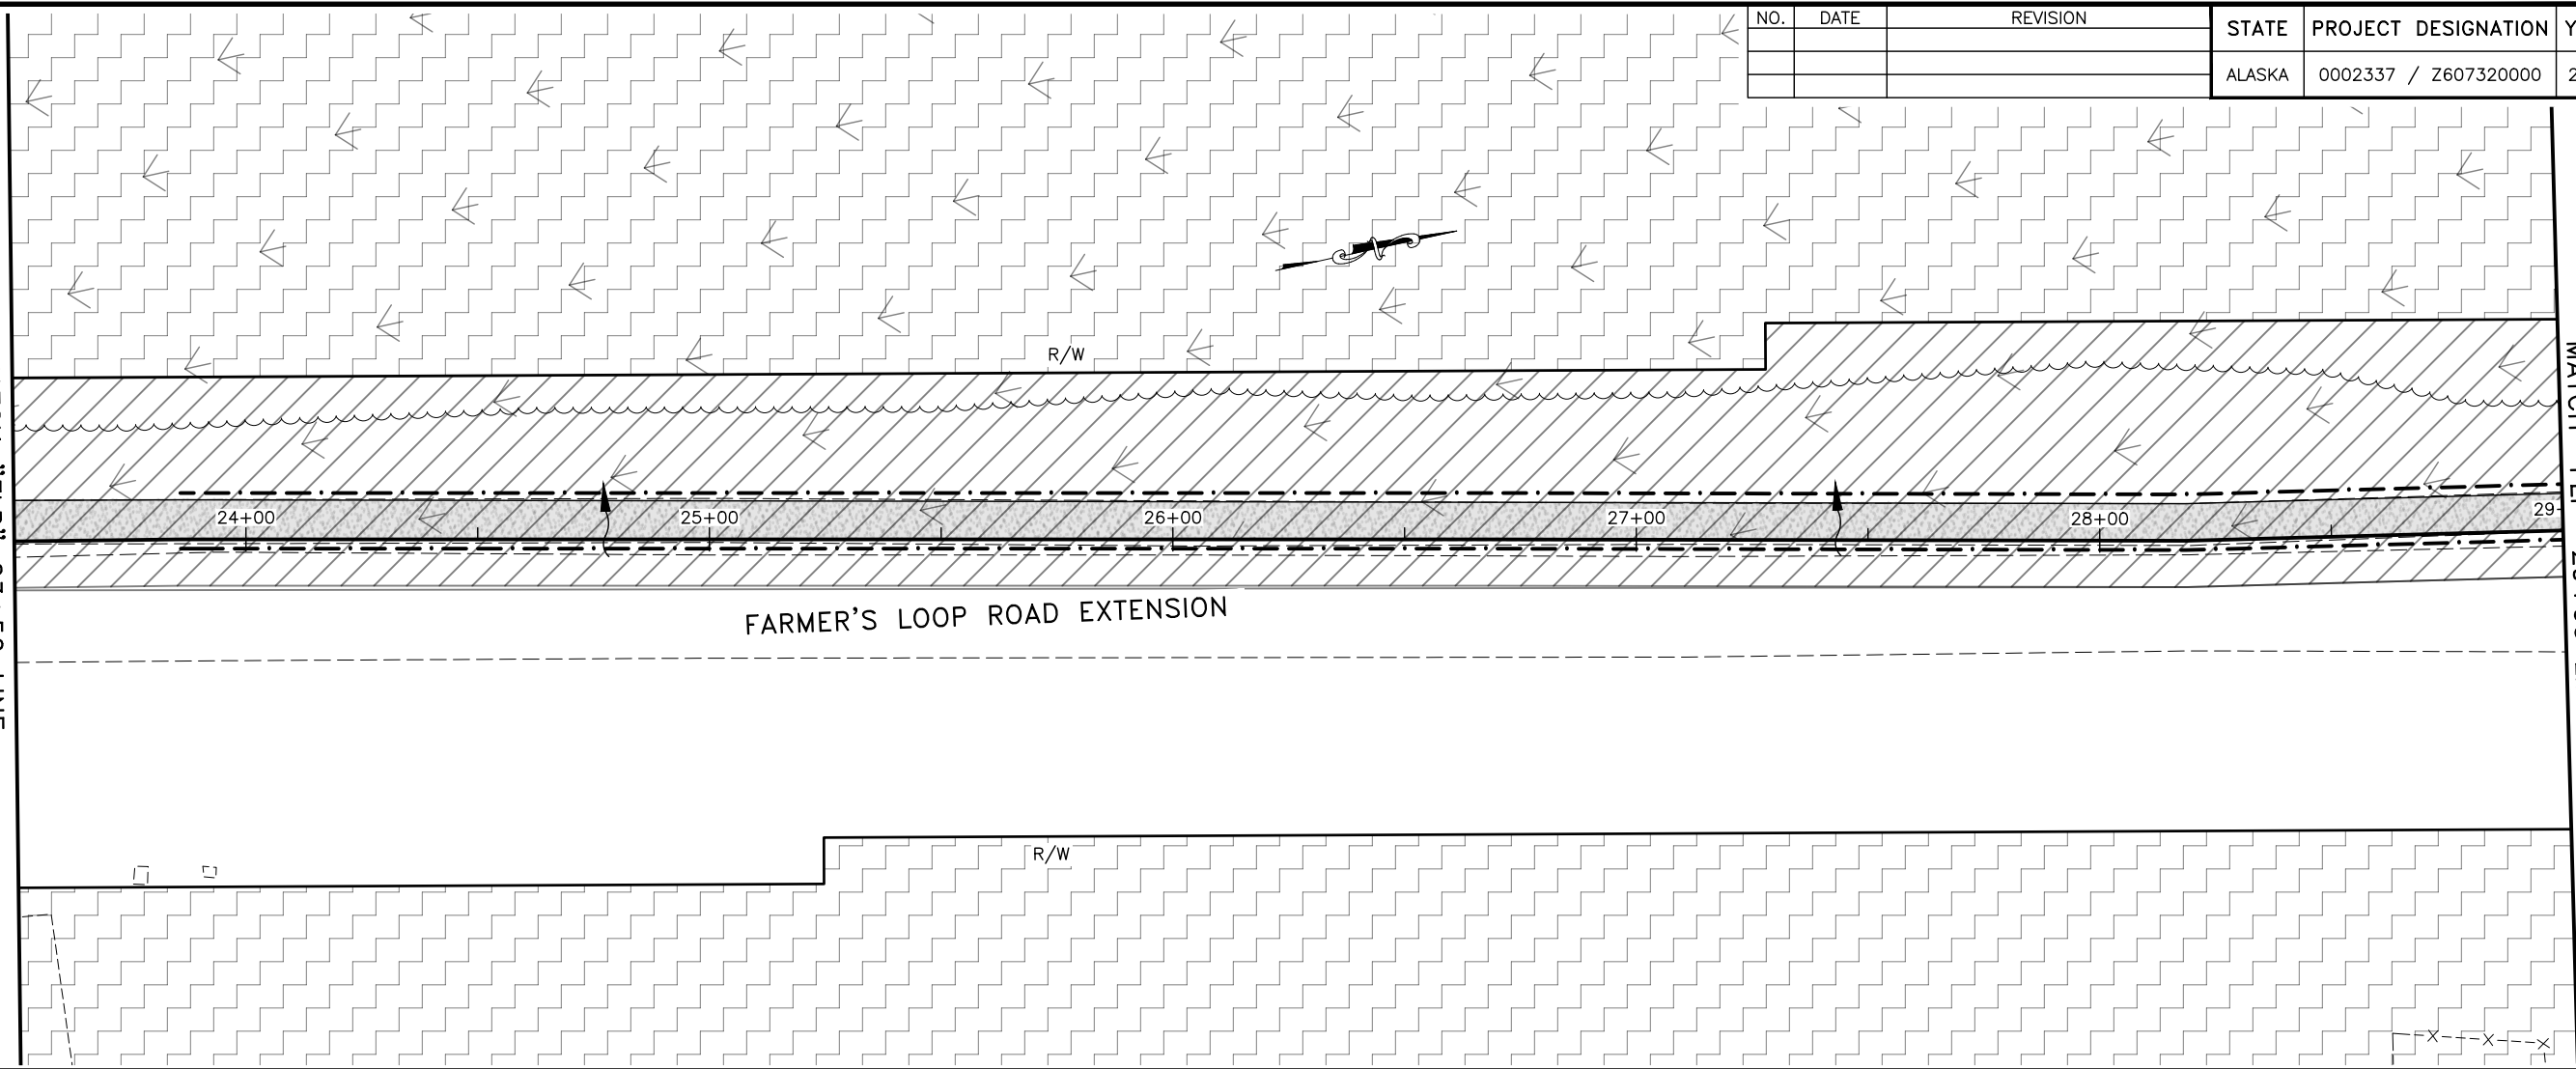 NO. DATE REVISION
STATE PROJECT DESIGNATION
ALASKA 0002337 / Z607320000
R/W
24+00 25+00 26+00 27+00 28+00 29
FARMER'S LOOP ROAD EXTENSION
R/W